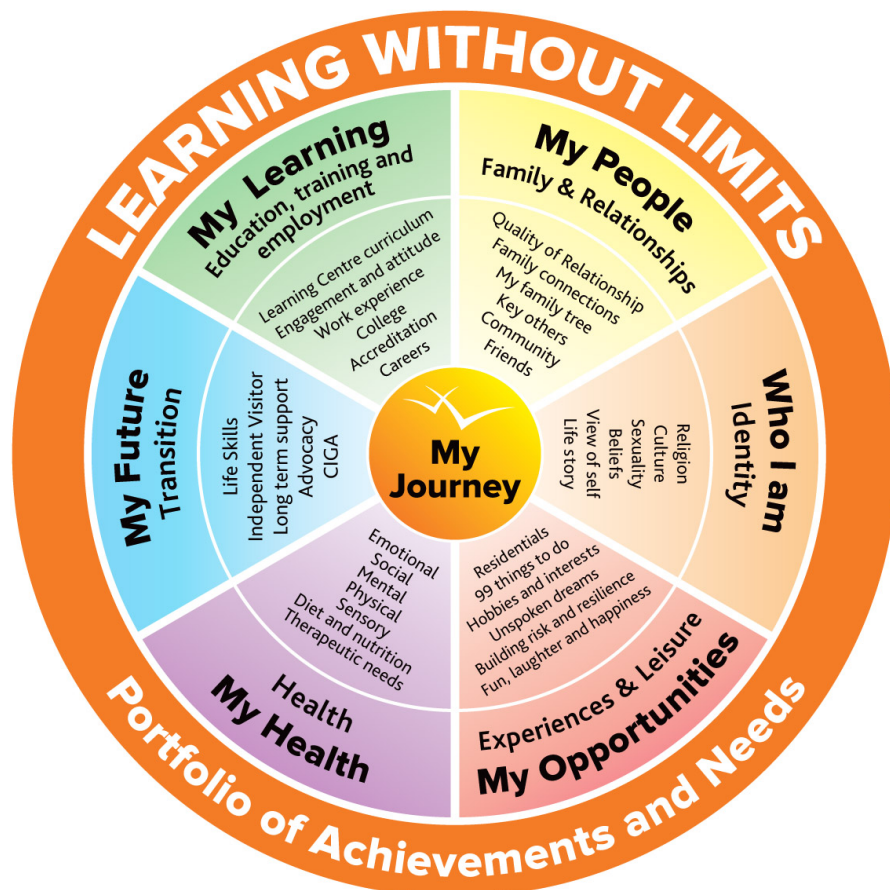 LEARNING WITHOUT LIMITS
My Learning
Education, training and
employment
Learning Centre curriculum
Engagement and attitude
Work experience
College
Accreditation
Careers
My People
Family & Relationships
Quality of Relationship
Family connections
My family tree
Key others
Community
Friends
Who I am
Identity
Religion
Culture
Sexuality
Beliefs
View of self
Life story
Residentials
99 things to do
Hobbies and interests
Unspoken dreams
Building risk and resilience
Fun, laughter and happiness
Experiences & Leisure
My Opportunities
Emotional
Social
Mental
Physical
Sensory
Diet and nutrition
Therapeutic needs
Health
My Health
My Future
Transition
Life Skills
Independent Visitor
Long term support
Advocacy
CIGA
My
Journey
Portfolio of Achievements and Needs